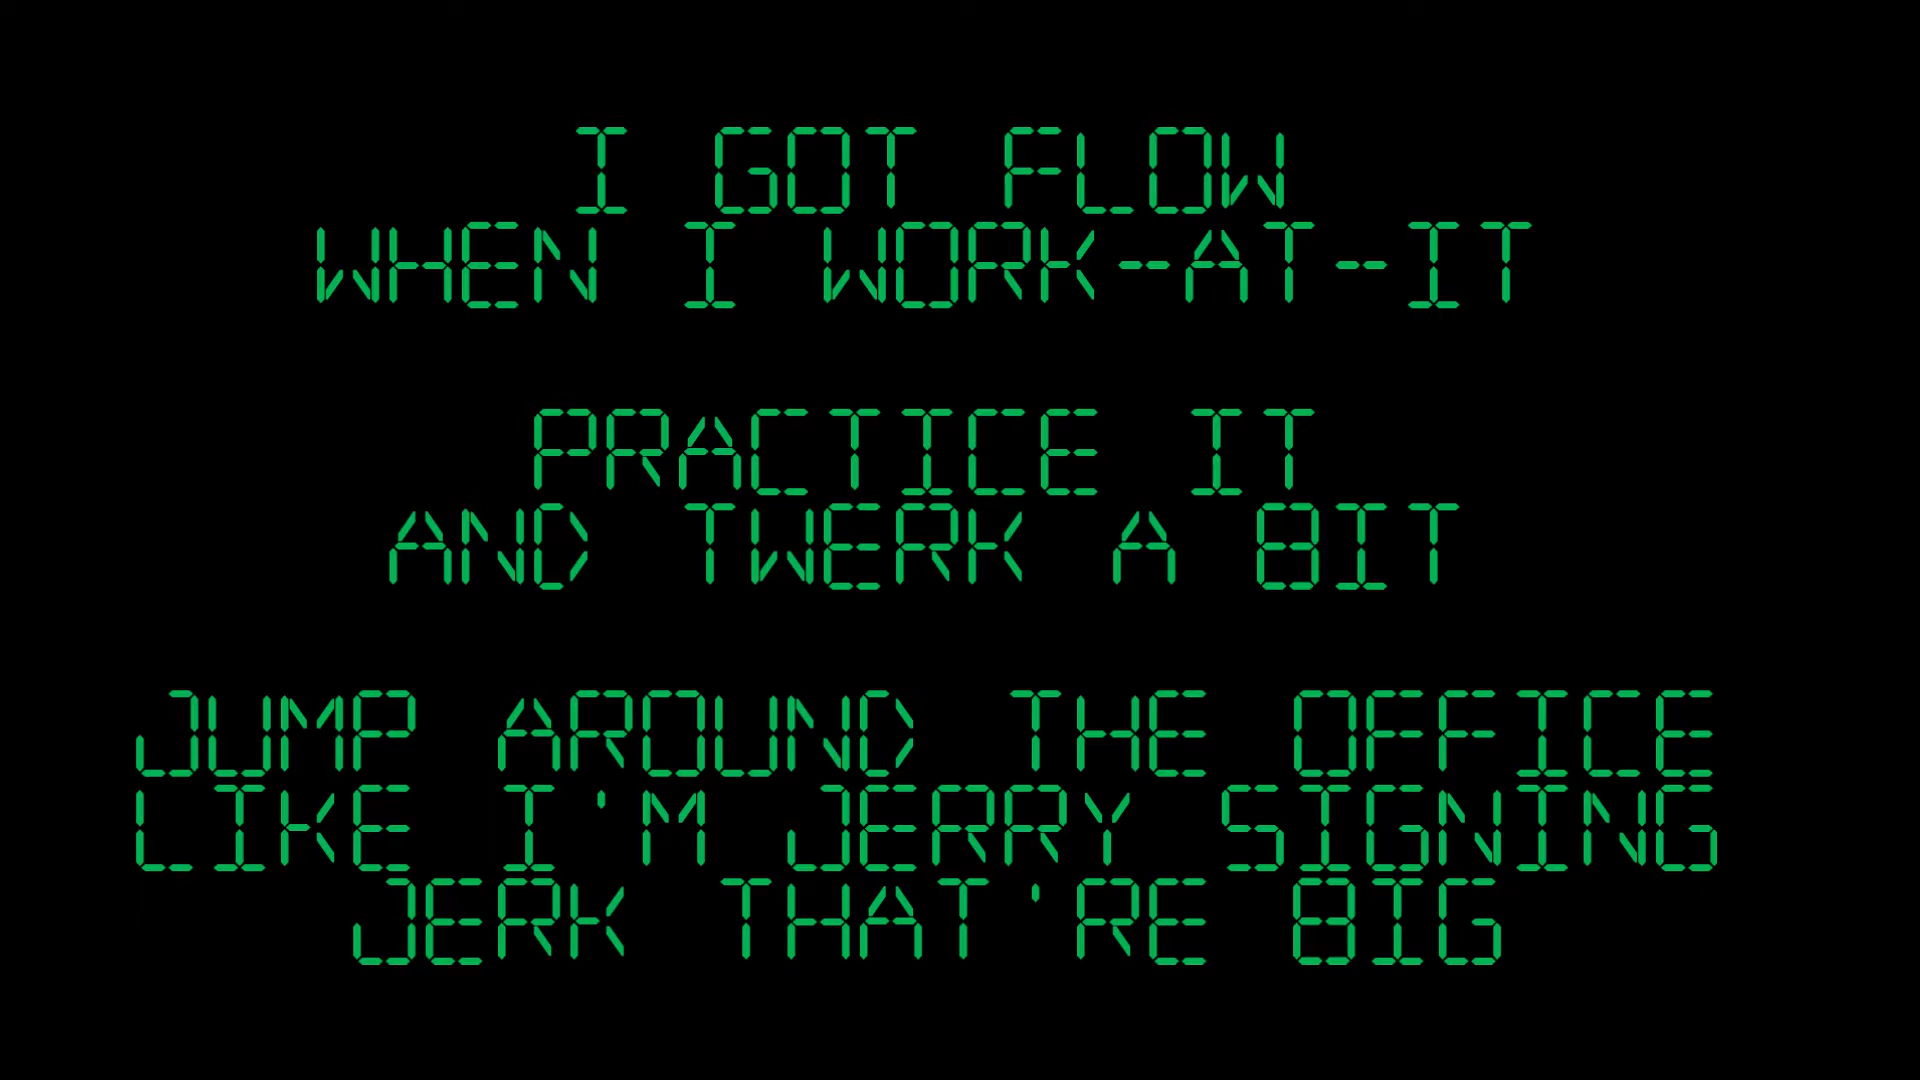 I GOT FLOW
WHEN I WORK-AT-IT
PRACTICE IT
AND TWERK A BIT
JUMP AROUND THE OFFICE
LIKE I'M JERRY SIGNING
JERK THAT'RE BIG